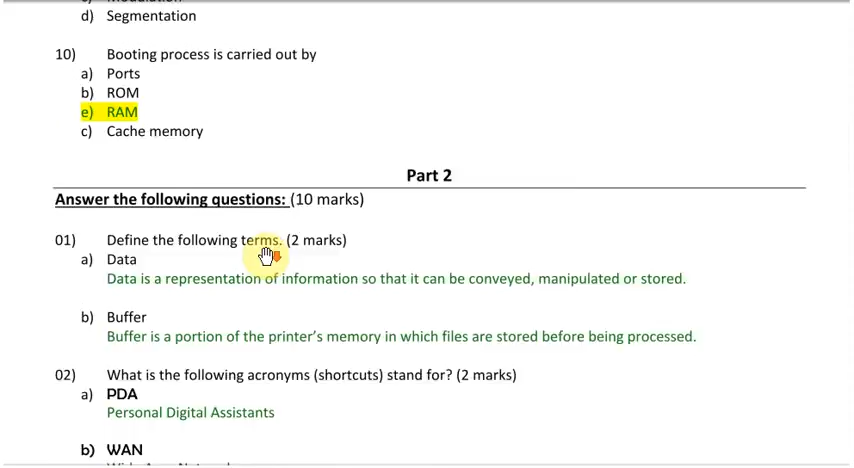 d) Segmentation
10) Booting process is carried out by
a) Ports
b) ROM
e) RAM
c) Cache memory
Part 2
Answer the following questions: (10 marks)
01) Define the following terms. (2 marks)
a) Data
Data is a representation of information so that it can be conveyed, manipulated or stored.
b) Buffer
Buffer is a portion of the printer's memory in which files are stored before being processed.
02) What is the following acronyms (shortcuts) stand for? (2 marks)
a) PDA
Personal Digital Assistants
b) WAN